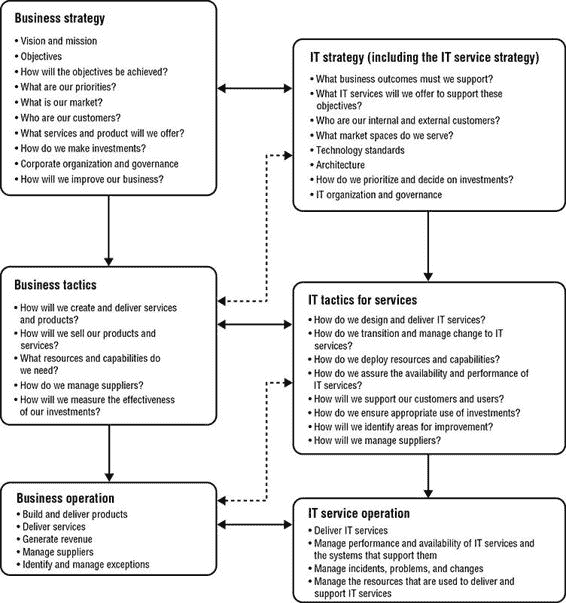 Business strategy
• Vision and mission
• Objectives
• How will the objectives be achieved?
• What are our priorities?
• What is our market?
• Who are our customers?
• What services and product will we offer?
• How do we make investments?
• Corporate organization and governance
• How will we improve our business?
IT strategy (including the IT service strategy)
• What business outcomes must we support?
• What IT services will we offer to support these
objectives?
• Who are our internal and external customers?
• What market spaces do we serve?
• Technology standards
• Architecture
• How do we prioritize and decide on investments?
• IT organization and governance
Business tactics
• How will we create and deliver services
and products?
• How will we sell our products and
services?
• What resources and capabilities do
we need?
• How do we manage suppliers?
• How will we measure the effectiveness
of our investments?
IT tactics for services
• How do we design and deliver IT services?
• How do we transition and manage change to IT
services?
• How do we deploy resources and capabilities?
• How do we assure the availability and performance of
IT services?
• How will we support our customers and users?
• How do we ensure appropriate use of investments?
• How will we identify areas for improvement?
• How will we manage suppliers?
Business operation
• Build and deliver products
• Deliver services
• Generate revenue
• Manage suppliers
• Identify and manage exceptions
IT service operation
• Deliver IT services
• Manage performance and availability of IT services and
the systems that support them
• Manage incidents, problems, and changes
• Manage the resources that are used to deliver and
support IT services